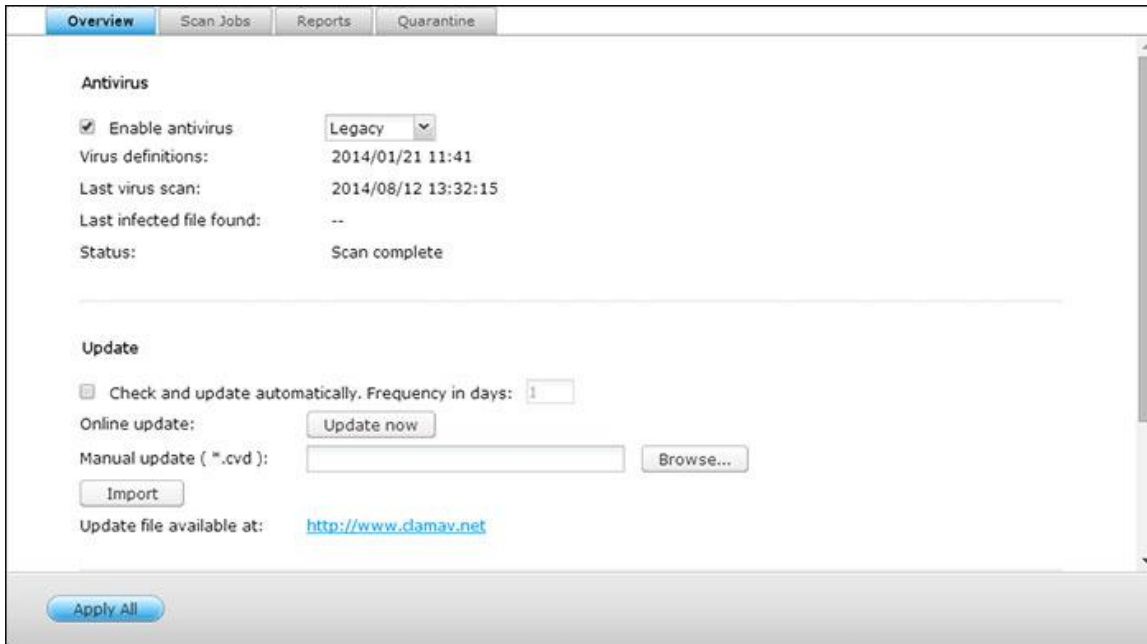 Overview Scan Jobs Reports Quarantine
Antivirus
Enable antivirus Legacy
Virus definitions: 2014/01/21 11:41
Last virus scan: 2014/08/12 13:32:15
Last infected file found: --
Status: Scan complete
Update
Check and update automatically. Frequency in days: 1
Online update: Update now
Manual update ( *.cvd ): Browse...
Import
Update file available at: http://www.clamav.net
Apply All